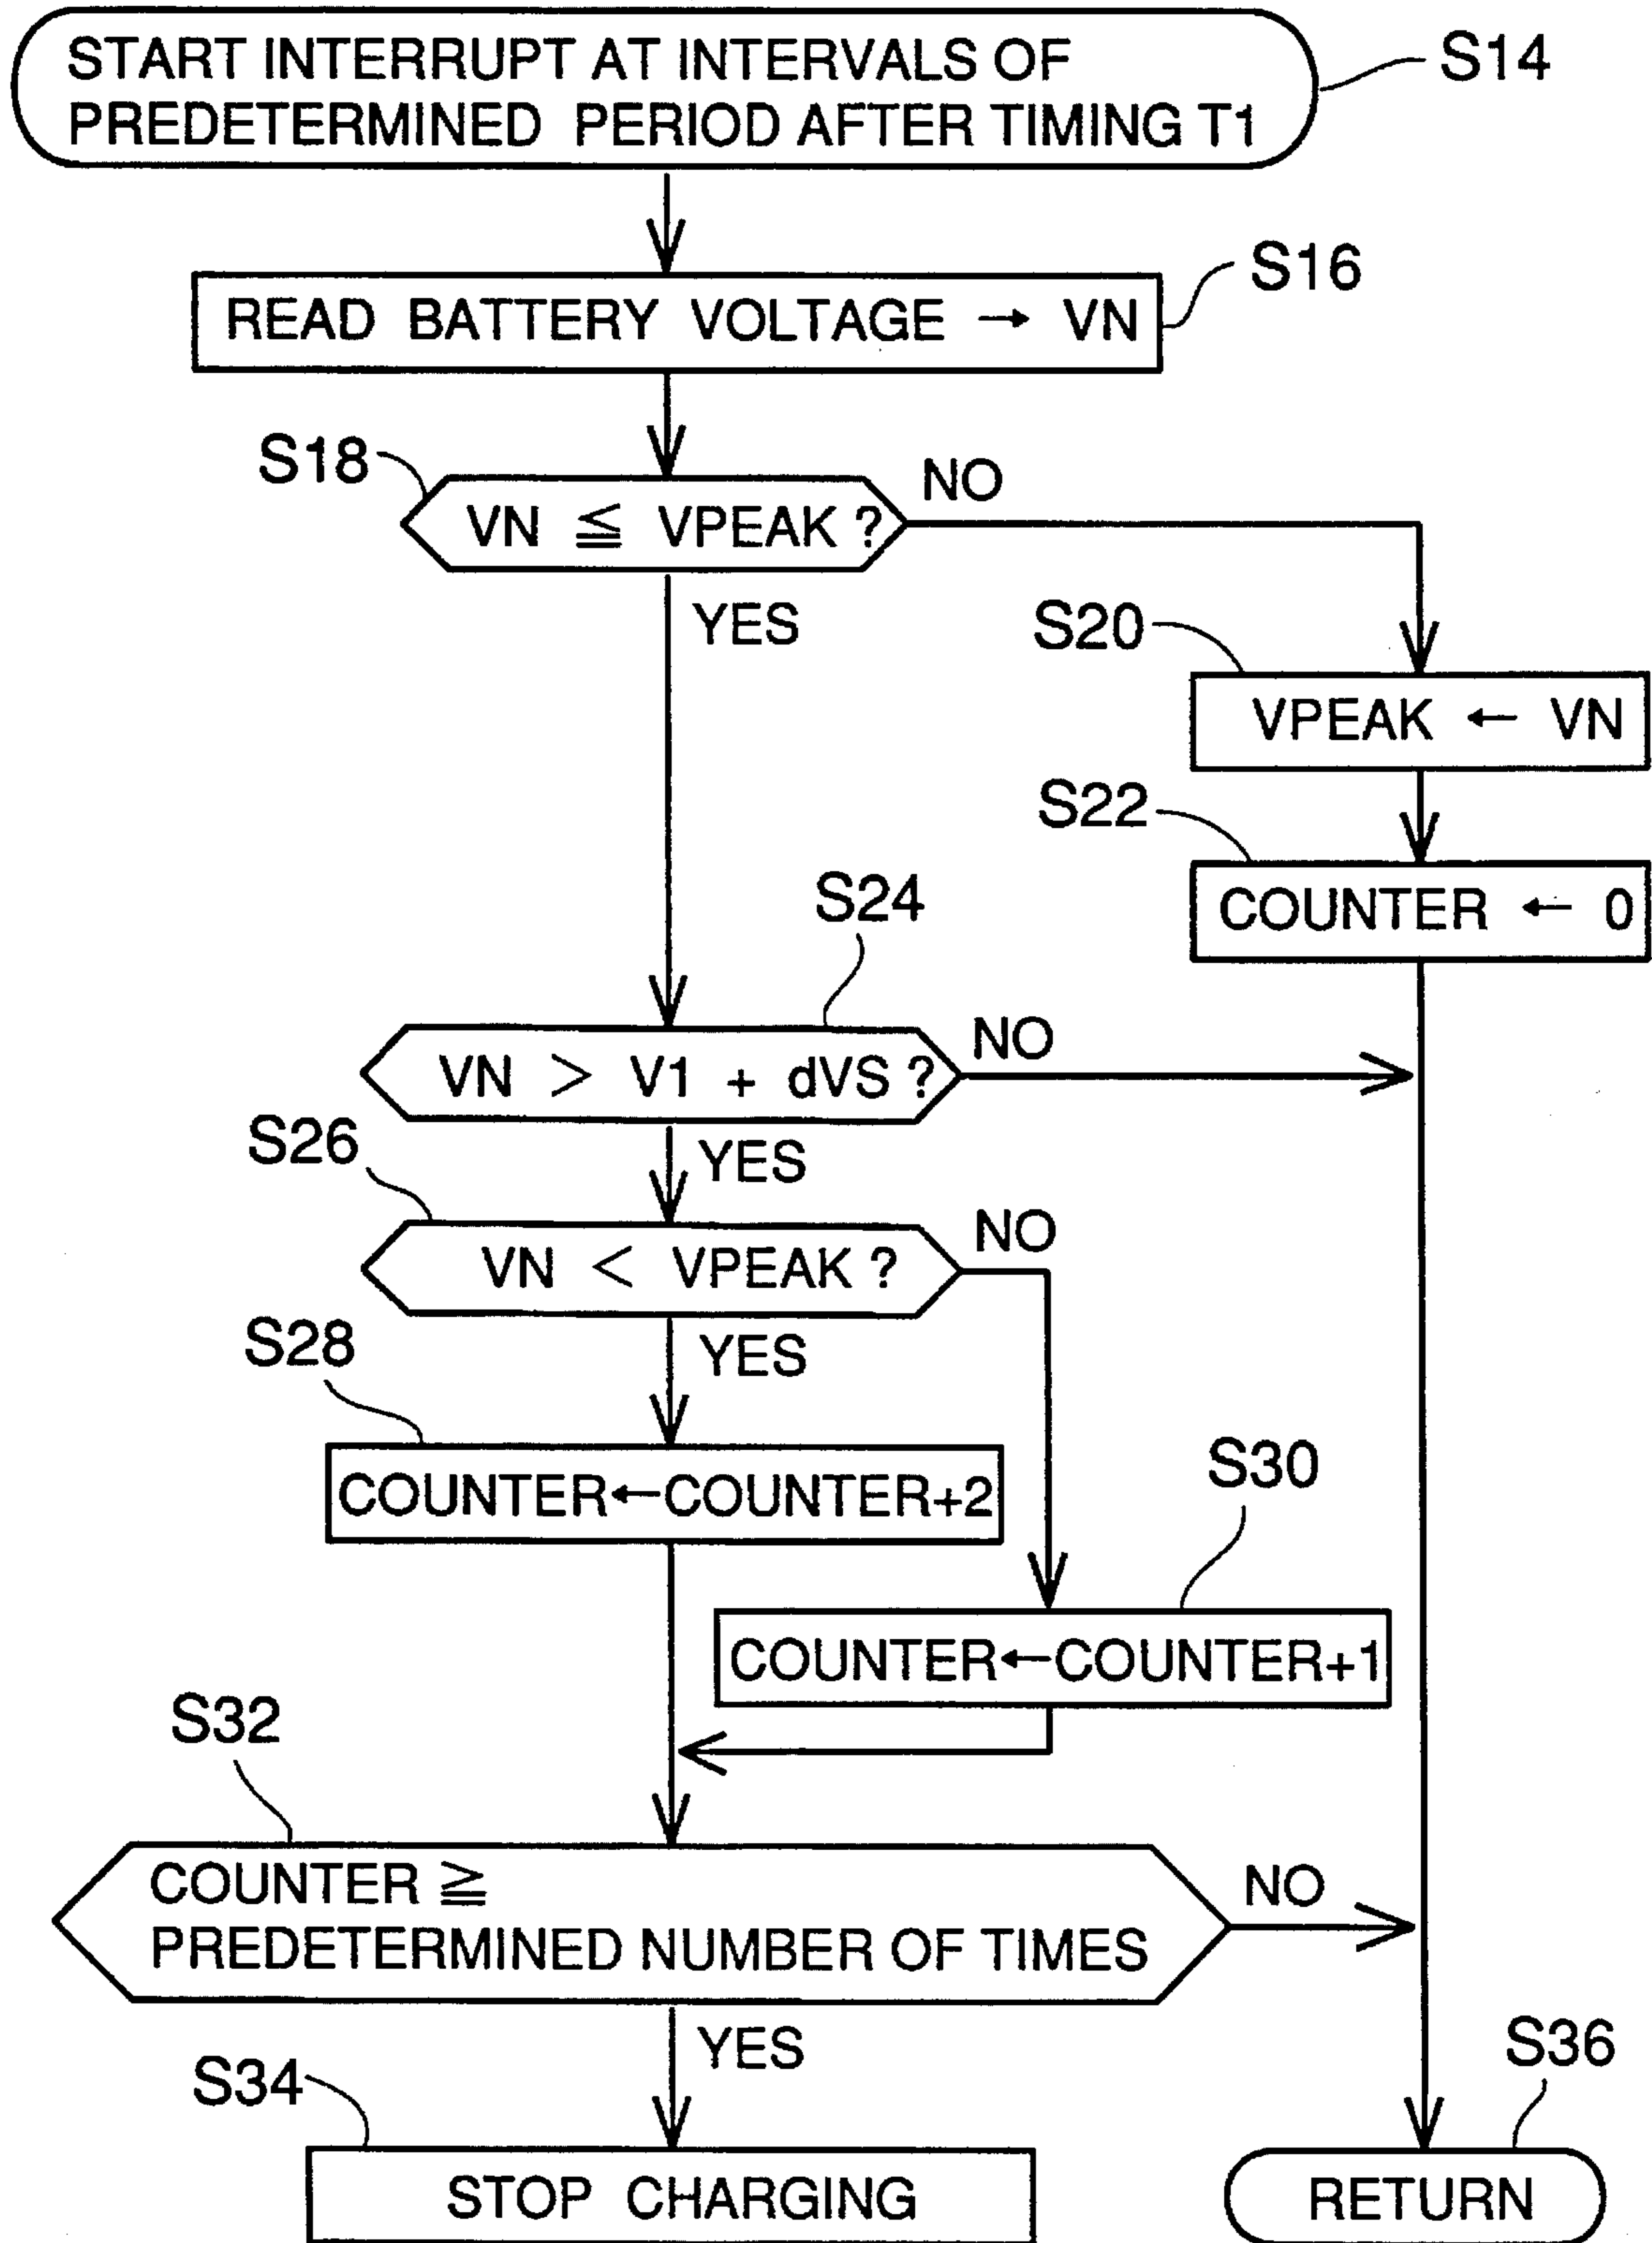 START INTERRUPT AT INTERVALS OF
PREDETERMINED PERIOD AFTER TIMING T1
S14
READ BATTERY VOLTAGE → VN
S16
S18
VN ≦ VPEAK ?
NO
YES
S20
VPEAK ← VN
S22
COUNTER ← 0
S24
VN > V1 + dVS ?
NO
YES
S26
VN < VPEAK ?
NO
YES
S28
COUNTER←COUNTER+2
S30
COUNTER←COUNTER+1
S32
COUNTER ≧
PREDETERMINED NUMBER OF TIMES
NO
YES
S34
STOP CHARGING
S36
RETURN